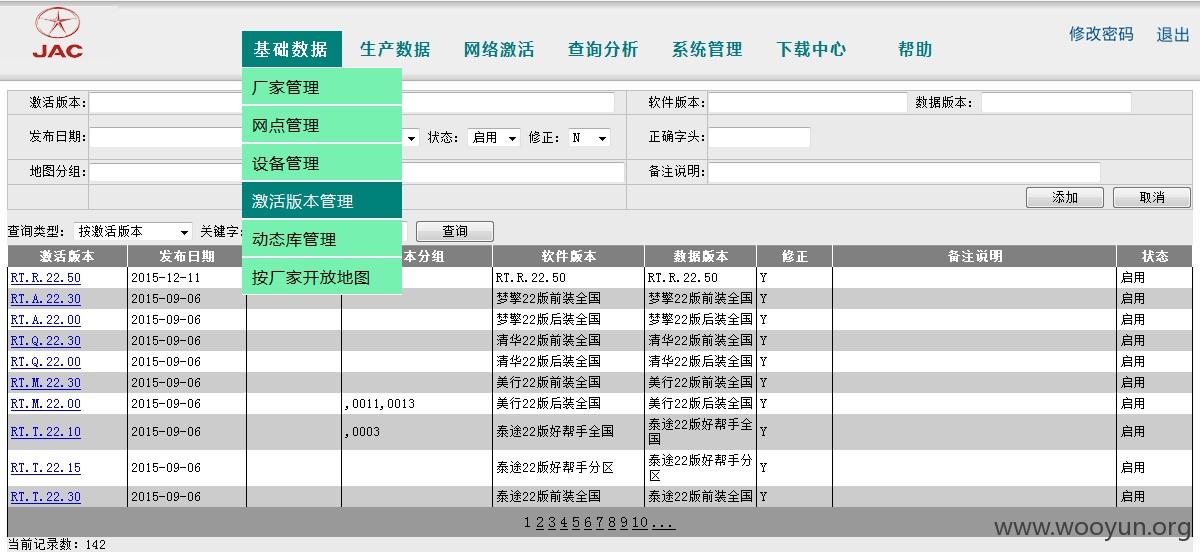 JAC
基础数据 生产数据 网络激活 查询分析 系统管理 下载中心 帮助 修改密码 退出
厂家管理
网点管理
设备管理
激活版本管理
动态库管理
按厂家开放地图
激活版本: 软件版本: 数据版本:
发布日期: 状态: 启用 修正: N 正确字头:
地图分组: 备注说明:
添加 取消
查询类型: 按激活版本 关键字: 查询
激活版本 发布日期 本分组 软件版本 数据版本 修正 备注说明 状态
RT.R.22.50 2015-12-11 RT.R.22.50 RT.R.22.50 Y 启用
RT.A.22.30 2015-09-06 梦擎22版前装全国 梦擎22版前装全国 Y 启用
RT.A.22.00 2015-09-06 梦擎22版后装全国 梦擎22版后装全国 Y 启用
RT.Q.22.30 2015-09-06 清华22版前装全国 清华22版前装全国 Y 启用
RT.Q.22.00 2015-09-06 清华22版后装全国 清华22版后装全国 Y 启用
RT.M.22.30 2015-09-06 美行22版前装全国 美行22版前装全国 Y 启用
RT.M.22.00 2015-09-06 ,0011,0013 美行22版后装全国 美行22版后装全国 Y 启用
RT.T.22.10 2015-09-06 ,0003 泰途22版好帮手全国 泰途22版好帮手全国 Y 启用
RT.T.22.15 2015-09-06 泰途22版好帮手分区 泰途22版好帮手分区 Y 启用
RT.T.22.30 2015-09-06 泰途22版前装全国 泰途22版前装全国 Y 启用
1 2 3 4 5 6 7 8 9 10 ...
www.wooyun.org
当前记录数: 142